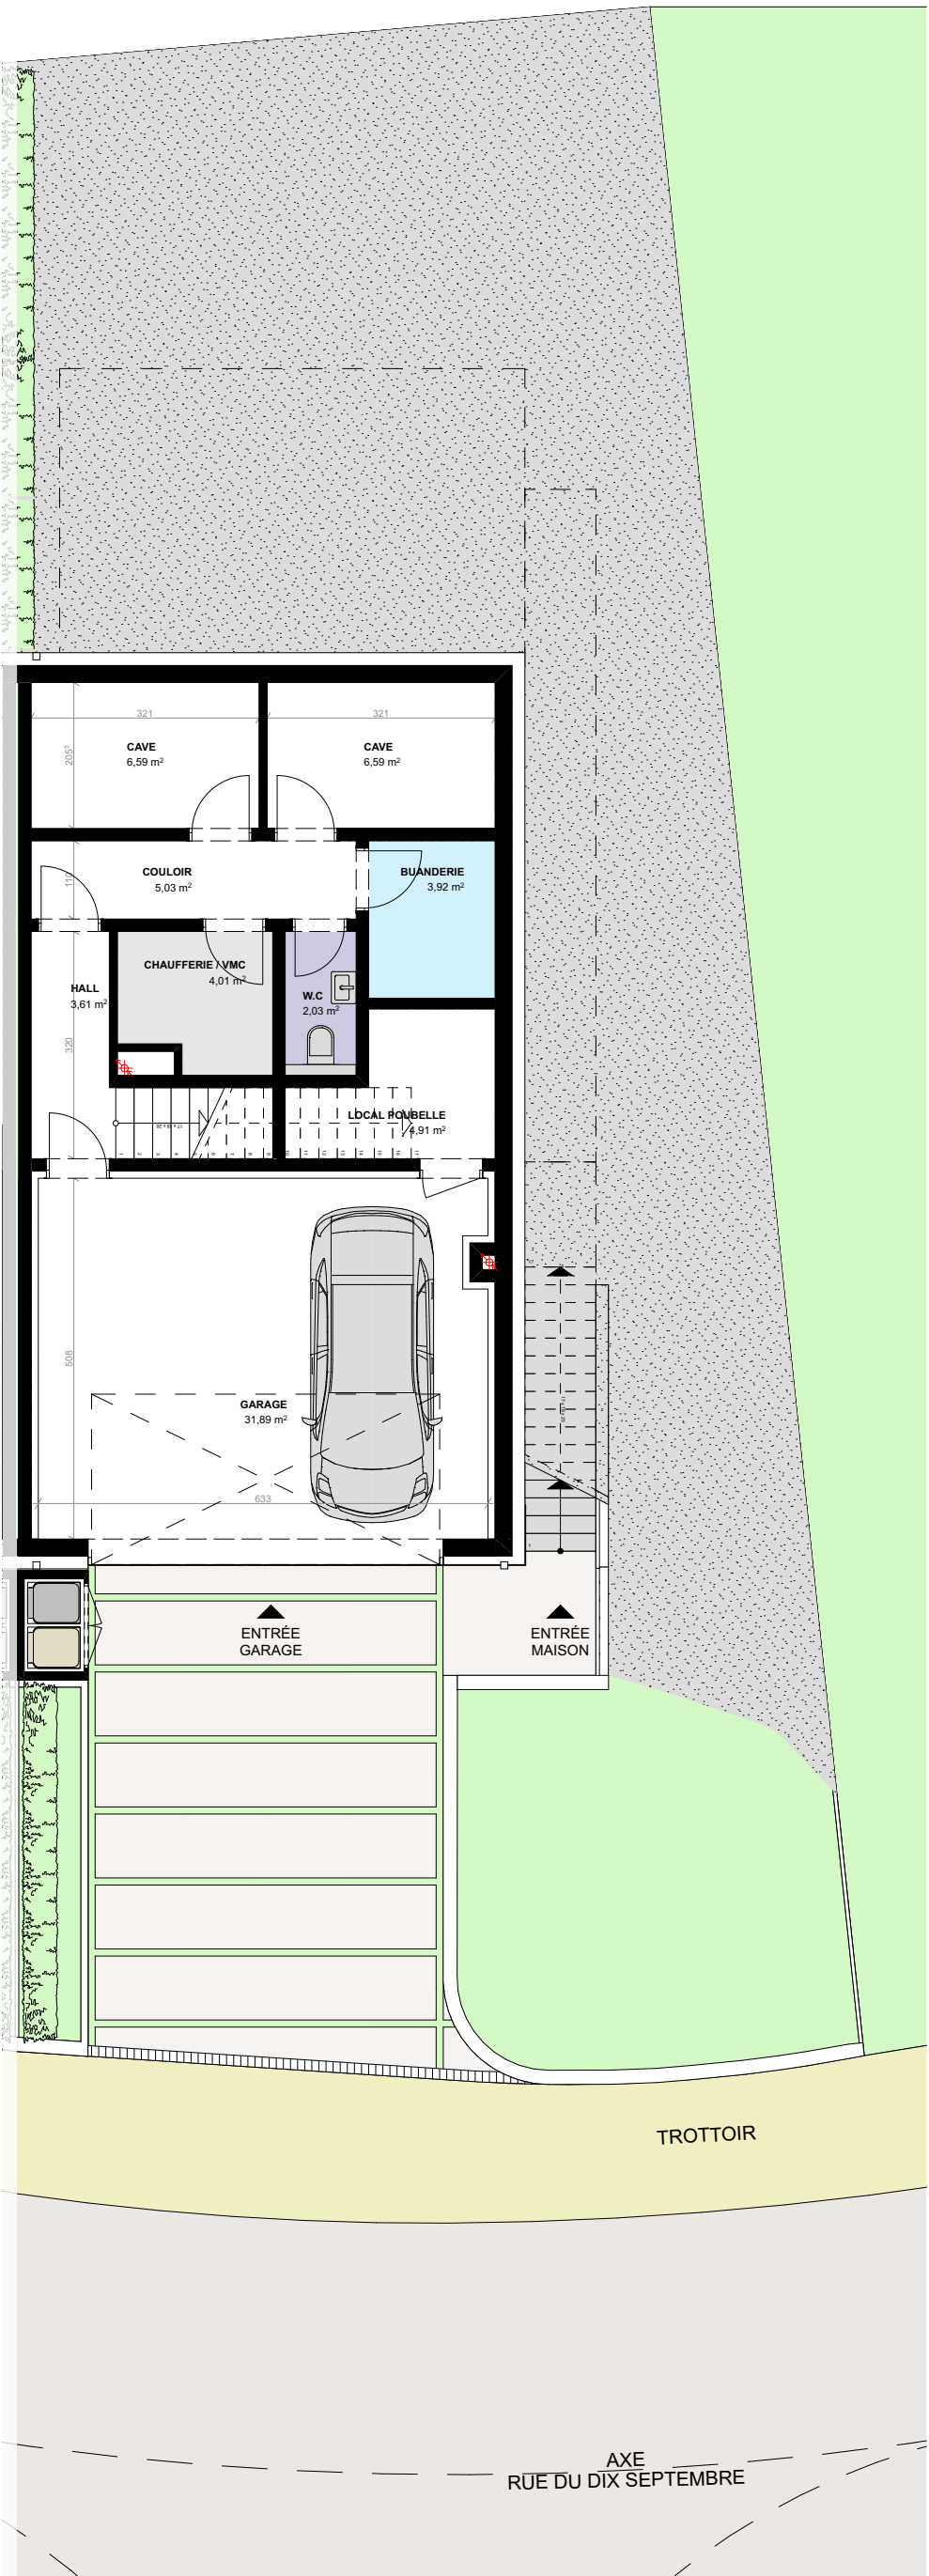 321
321
205⁵
CAVE
6,59 m²
CAVE
6,59 m²
COULOIR
5,03 m²
110
BUANDERIE
3,92 m²
CHAUFFERIE / VMC
4,01 m²
HALL
3,61 m²
W.C
2,03 m²
320
LOCAL POUBELLE
4,91 m²
508
GARAGE
31,89 m²
633
ENTRÉE
GARAGE
ENTRÉE
MAISON
TROTTOIR
AXE
RUE DU DIX SEPTEMBRE